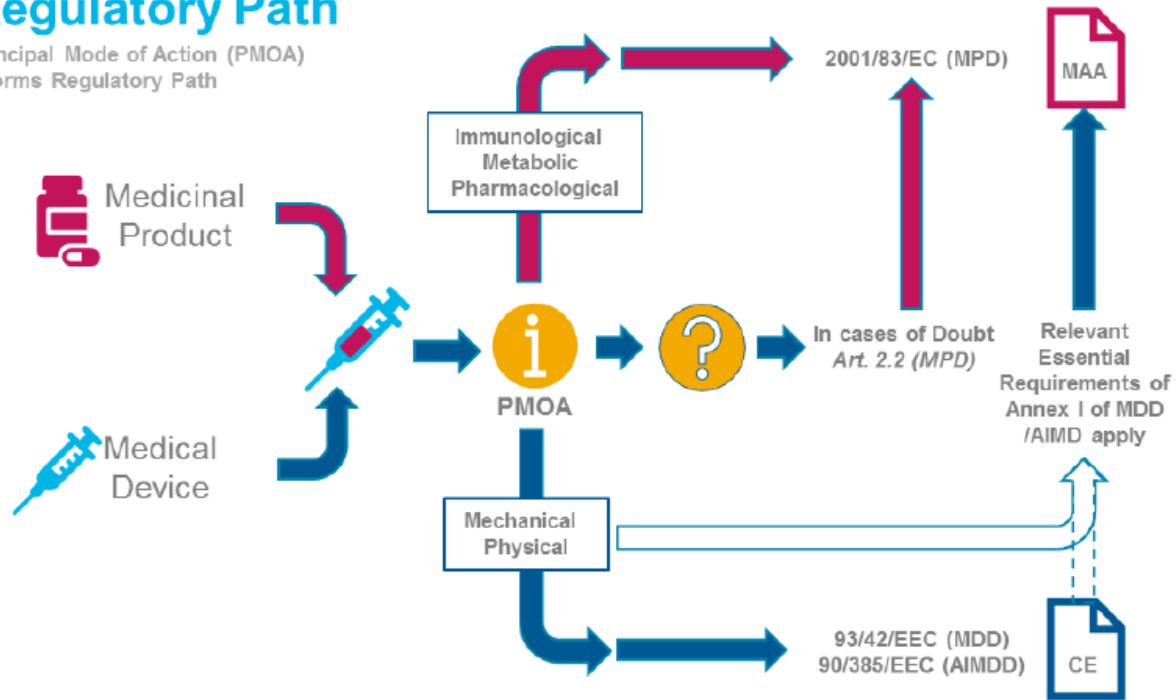 egulatory Path
ncipal Mode of Action (PMOA)
orms Regulatory Path
2001/83/EC (MPD)
MAA
Immunological
Metabolic
Pharmacological
Medicinal
Product
In cases of Doubt
Art. 2.2 (MPD)
Relevant
Essential
Requirements of
Annex I of MDD
/AIMD apply
i
?
PMOA
Medical
Device
Mechanical
Physical
93/42/EEC (MDD)
90/385/EEC (AIMDD)
CE